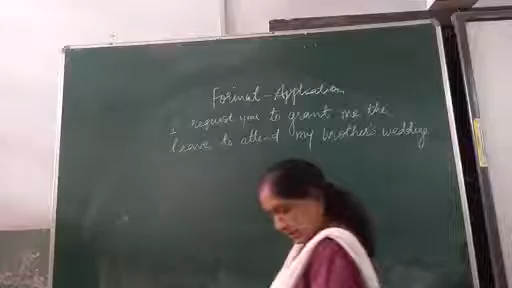 Format - Application
I request you to grant me the
leave to attend my brother's wedding